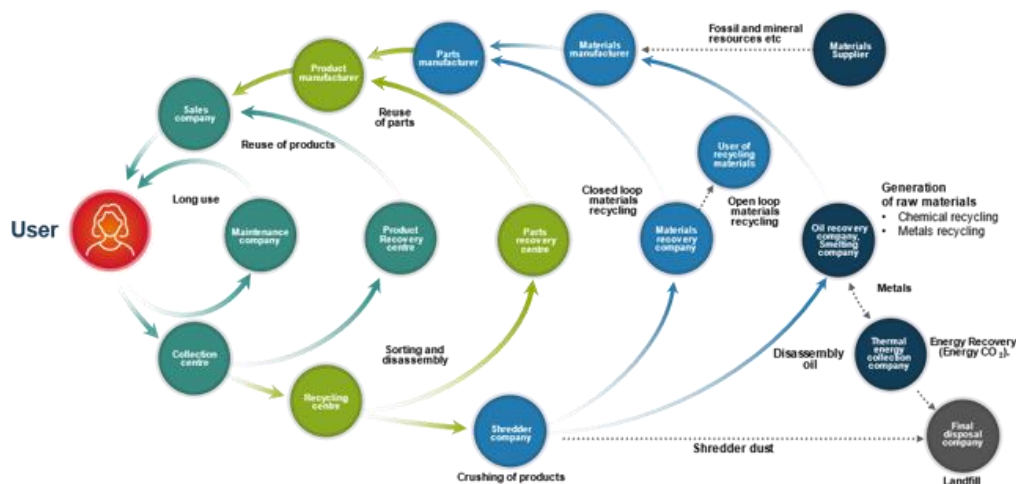 Fossil and mineral
resources etc
Materials
Supplier
Materials
manufacturer
Parts
manufacturer
Product
manufacturer
Sales
company
Reuse
of parts
Reuse of products
User of
recycling
materials
Long use
Closed loop
materials
recycling
Open loop
materials
recycling
Generation
of raw materials
• Chemical recycling
• Metals recycling
User
Maintenance
company
Product
Recovery
centre
Parts
recovery centre
Materials
recovery
company
Oil recovery
company,
Smelting
company
Metals
Collection
centre
Sorting and
disassembly
Disassembly
oil
Thermal
energy
collection
company
Energy Recovery
(Energy CO₂).
Recycling
centre
Shredder
company
Crushing of products
Shredder dust
Final
disposal
company
Landfill